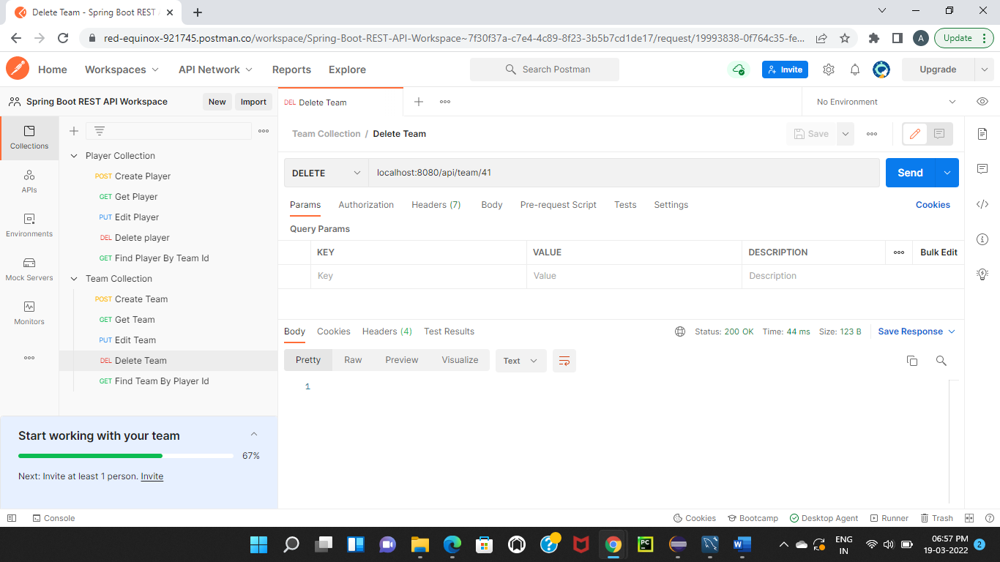 Delete Team - Spring Boot REST
red-equinox-921745.postman.co/workspace/Spring-Boot-REST-API-Workspace~7f30f37a-c7e4-4c89-8f23-3b5b7cd1de17/request/19993838-0f764c35-fe...
A
Update
Home
Workspaces
API Network
Reports
Explore
Search Postman
Invite
Upgrade
Spring Boot REST API Workspace
New
Import
DEL Delete Team
No Environment
Collections
APIs
Environments
Mock Servers
Monitors
Player Collection
POST Create Player
GET Get Player
PUT Edit Player
DEL Delete player
GET Find Player By Team Id
Team Collection
POST Create Team
GET Get Team
PUT Edit Team
DEL Delete Team
GET Find Team By Player Id
Start working with your team
67%
Next: Invite at least 1 person. Invite
Team Collection / Delete Team
Save
DELETE
localhost:8080/api/team/41
Send
Params Authorization Headers (7) Body Pre-request Script Tests Settings
Cookies
Query Params
KEY VALUE DESCRIPTION
Bulk Edit
Key Value Description
Body Cookies Headers (4) Test Results
Status: 200 OK Time: 44 ms Size: 123 B
Save Response
Pretty Raw Preview Visualize
Text
1
Console
Cookies Bootcamp Desktop Agent Runner Trash
PC
W
ENG
IN
06:57 PM
19-03-2022
2